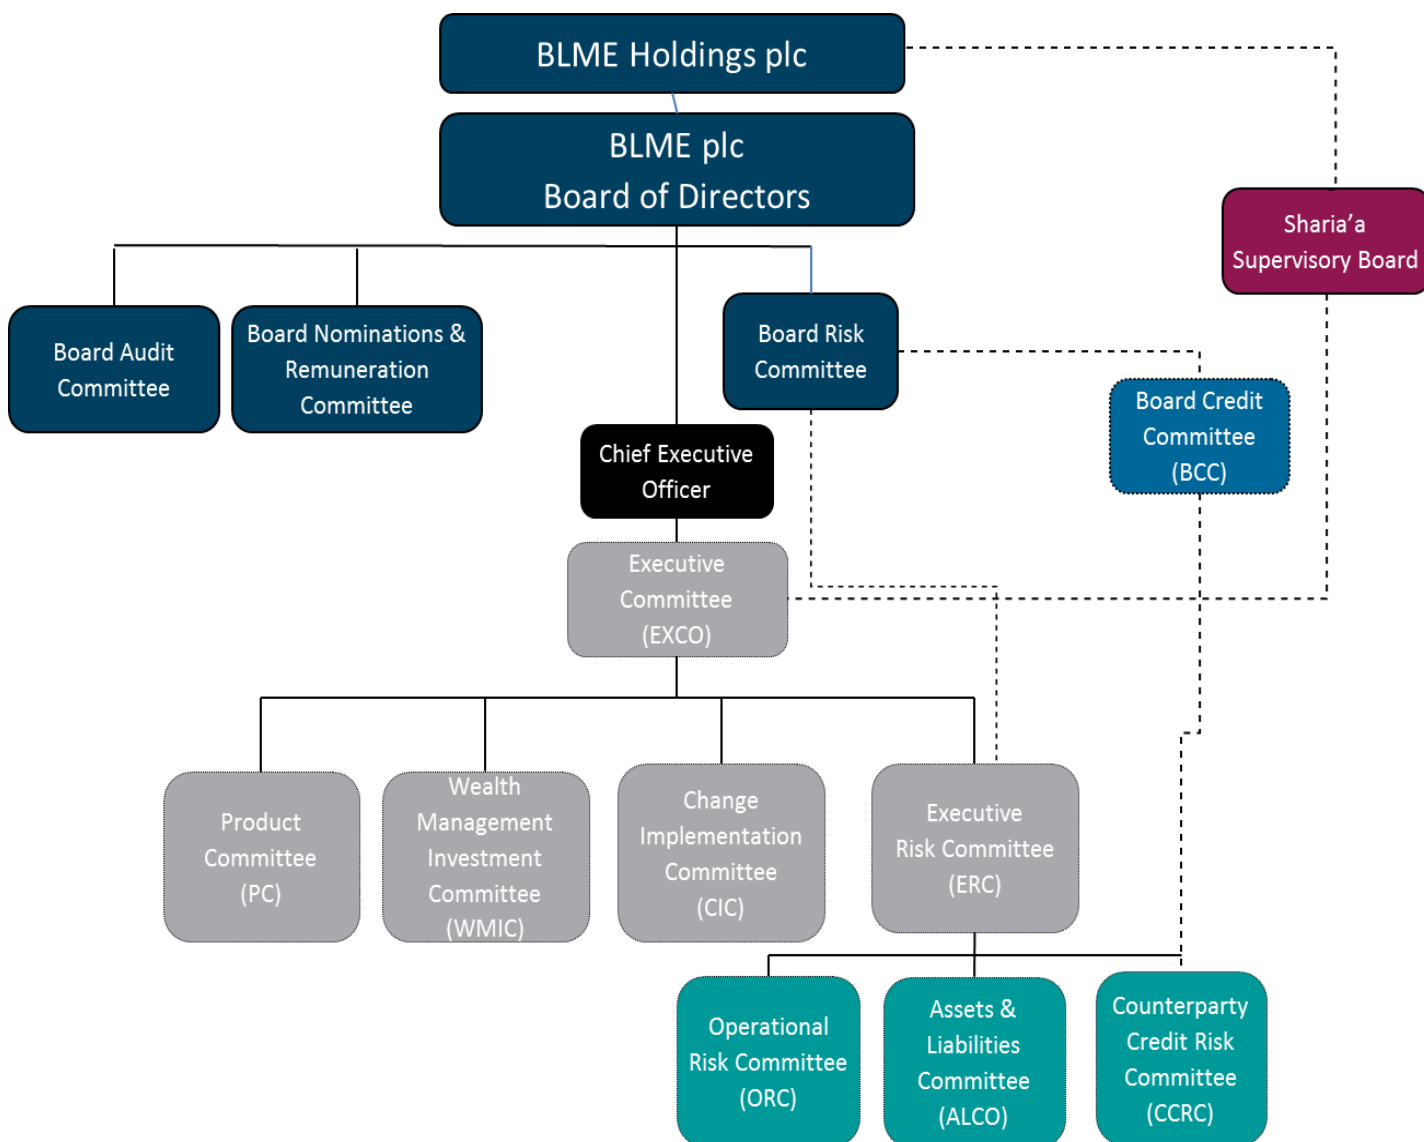 BLME Holdings plc
BLME plc
Board of Directors
Sharia’a
Supervisory Board
Board Audit
Committee
Board Nominations &
Remuneration
Committee
Board Risk
Committee
Board Credit
Committee
(BCC)
Chief Executive
Officer
Executive
Committee
(EXCO)
Product
Committee
(PC)
Wealth
Management
Investment
Committee
(WMIC)
Change
Implementation
Committee
(CIC)
Executive
Risk Committee
(ERC)
Operational
Risk Committee
(ORC)
Assets &
Liabilities
Committee
(ALCO)
Counterparty
Credit Risk
Committee
(CCRC)